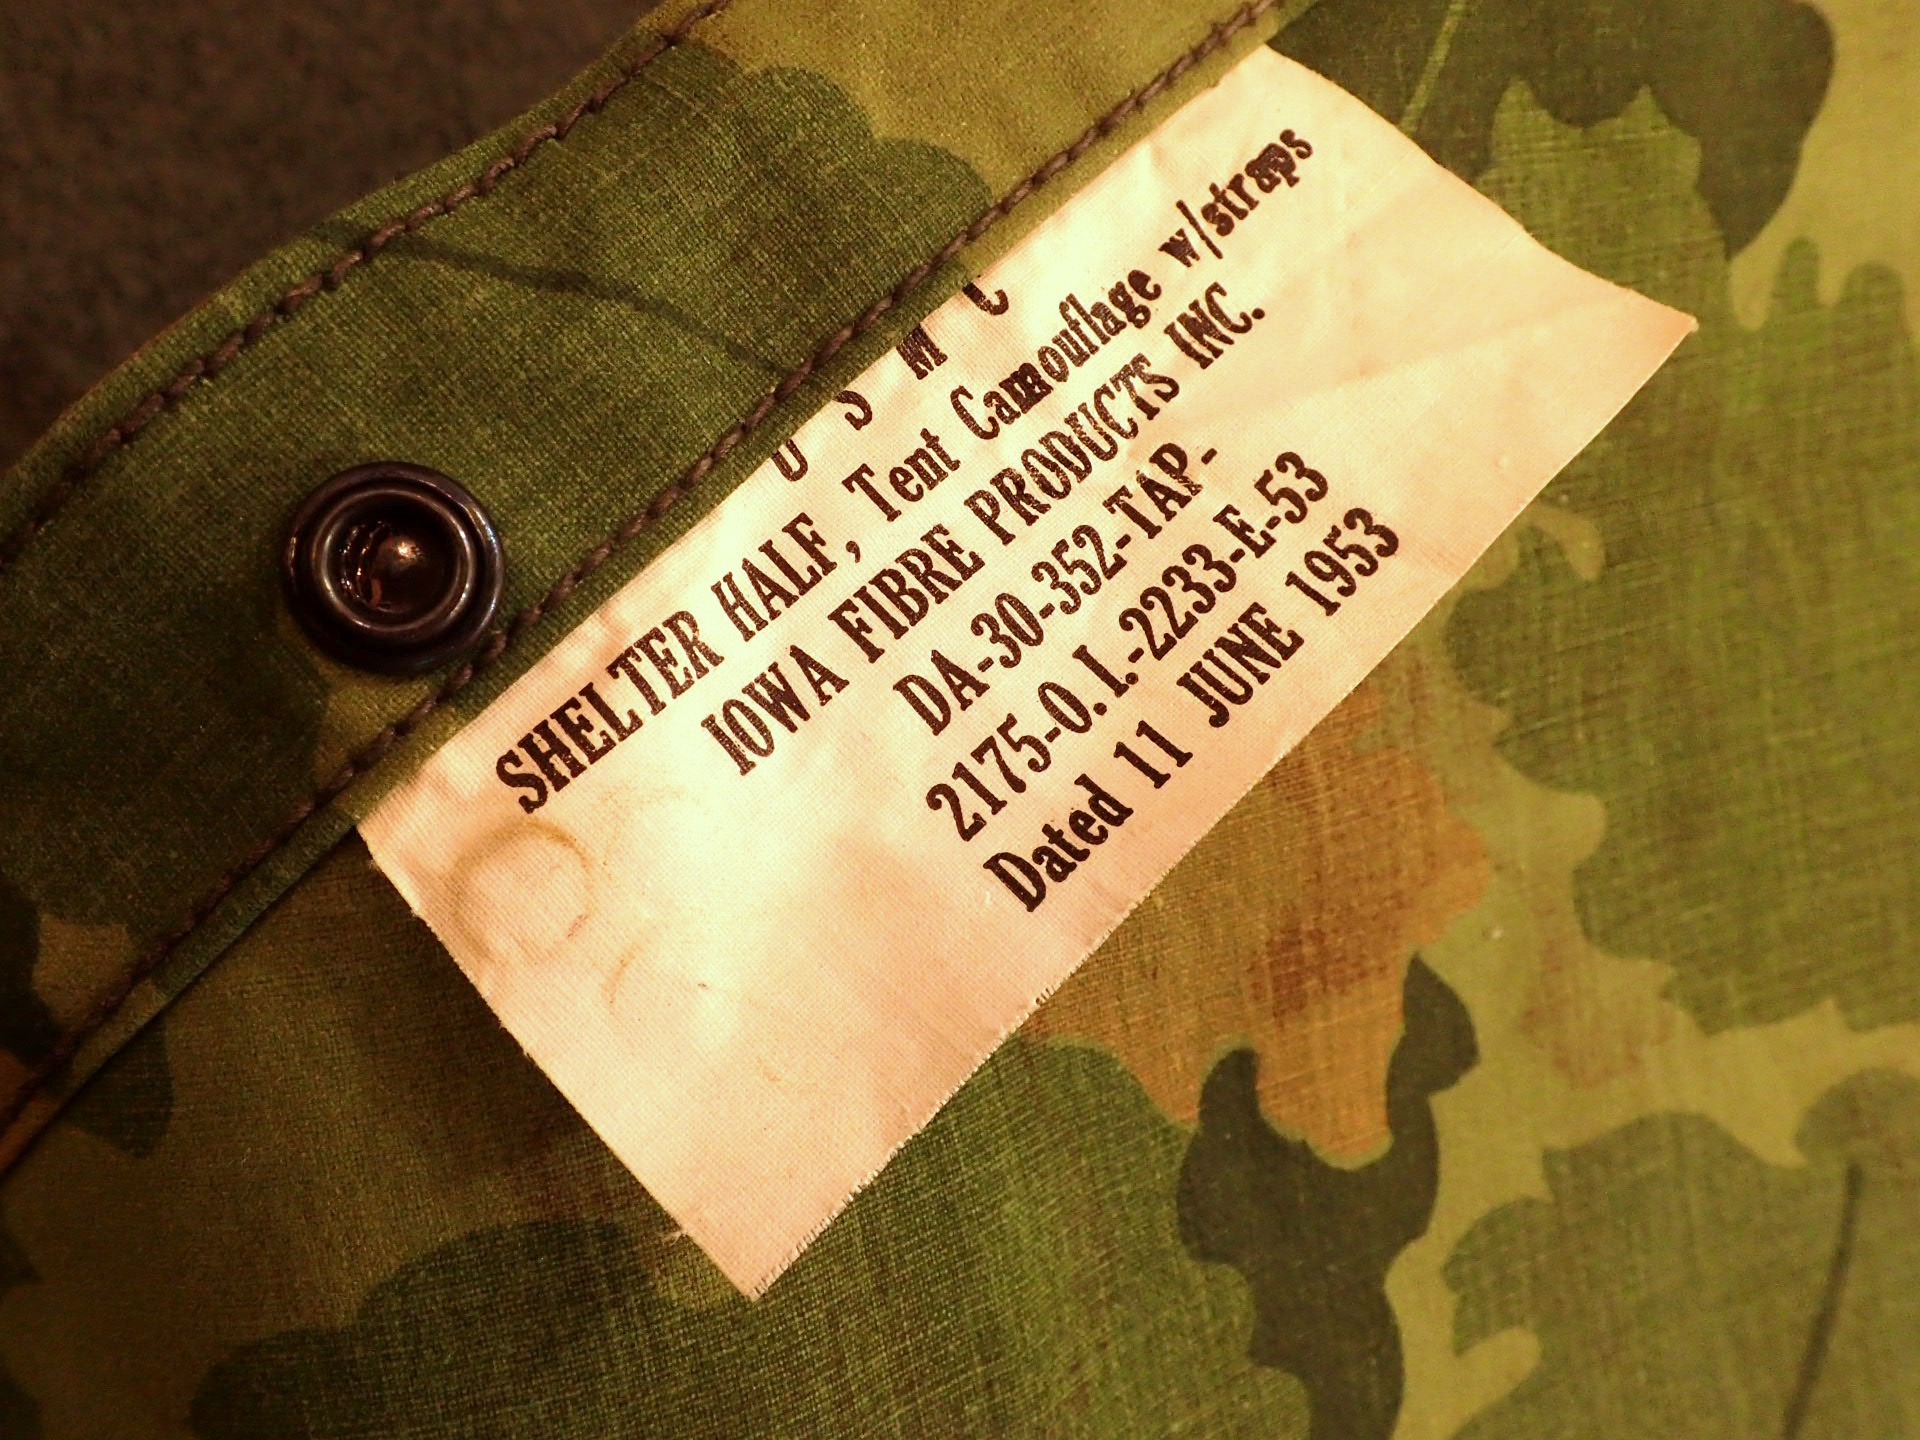 U S M C
SHELTER HALF, Tent Camouflage w/straps
IOWA FIBRE PRODUCTS INC.
DA-30-352-TAP-
2175-O.I.-2233-E-53
Dated 11 JUNE 1953